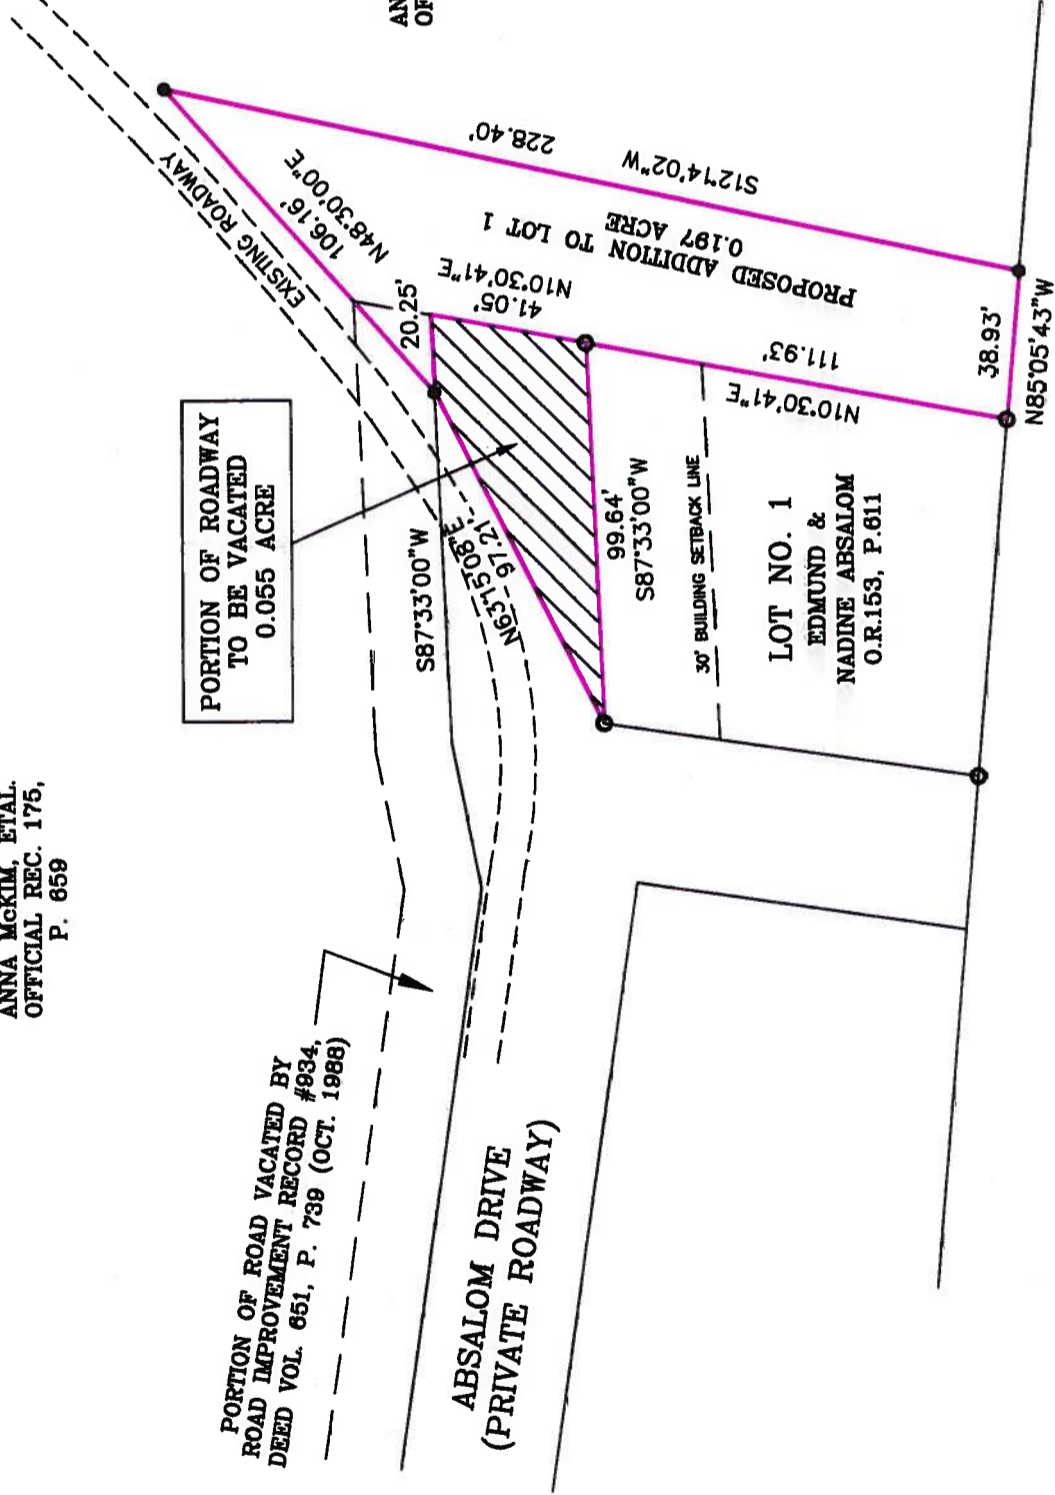 AN
OF
ANNA McKIM, ETAL.
OFFICIAL REC. 175,
P. 659
EXISTING ROADWAY
N48°30'00"E
106.16'
228.40'
S12°14'02"W
PROPOSED ADDITION TO LOT 1
0.197 ACRE
20.25'
N10°30'41"E
41.05'
PORTION OF ROADWAY
TO BE VACATED
0.055 ACRE
S87°33'00"W
N63°15'08"E
97.21'
99.64'
S87°33'00"W
111.93'
N10°30'41"E
38.93'
N85°05'43"W
30' BUILDING SETBACK LINE
LOT NO. 1
EDMUND &
NADINE ABSALOM
O.R.153, P.611
PORTION OF ROAD VACATED BY
ROAD IMPROVEMENT RECORD #934,
DEED VOL. 651, P. 739 (OCT. 1988)
ABSALOM DRIVE
(PRIVATE ROADWAY)